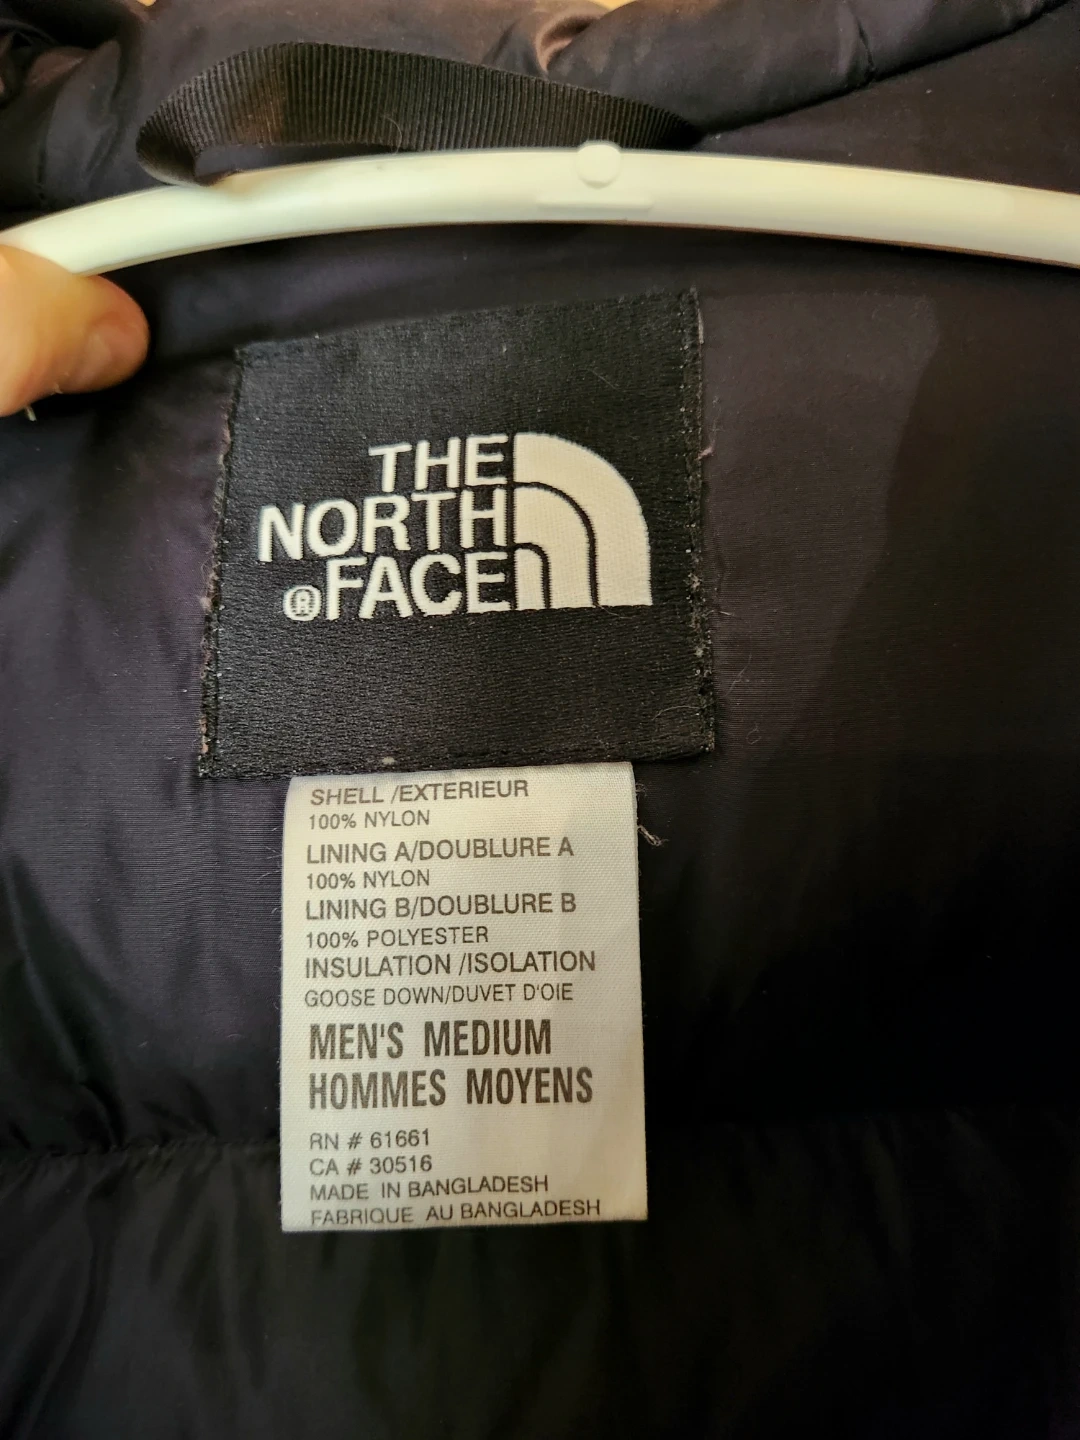 THE
NORTH
® FACE
SHELL /EXTERIEUR
100% NYLON
LINING A/DOUBLURE A
100% NYLON
LINING B/DOUBLURE B
100% POLYESTER
INSULATION /ISOLATION
GOOSE DOWN/DUVET D'OIE
MEN'S MEDIUM
HOMMES MOYENS
RN # 61661
CA # 30516
MADE IN BANGLADESH
FABRIQUE AU BANGLADESH